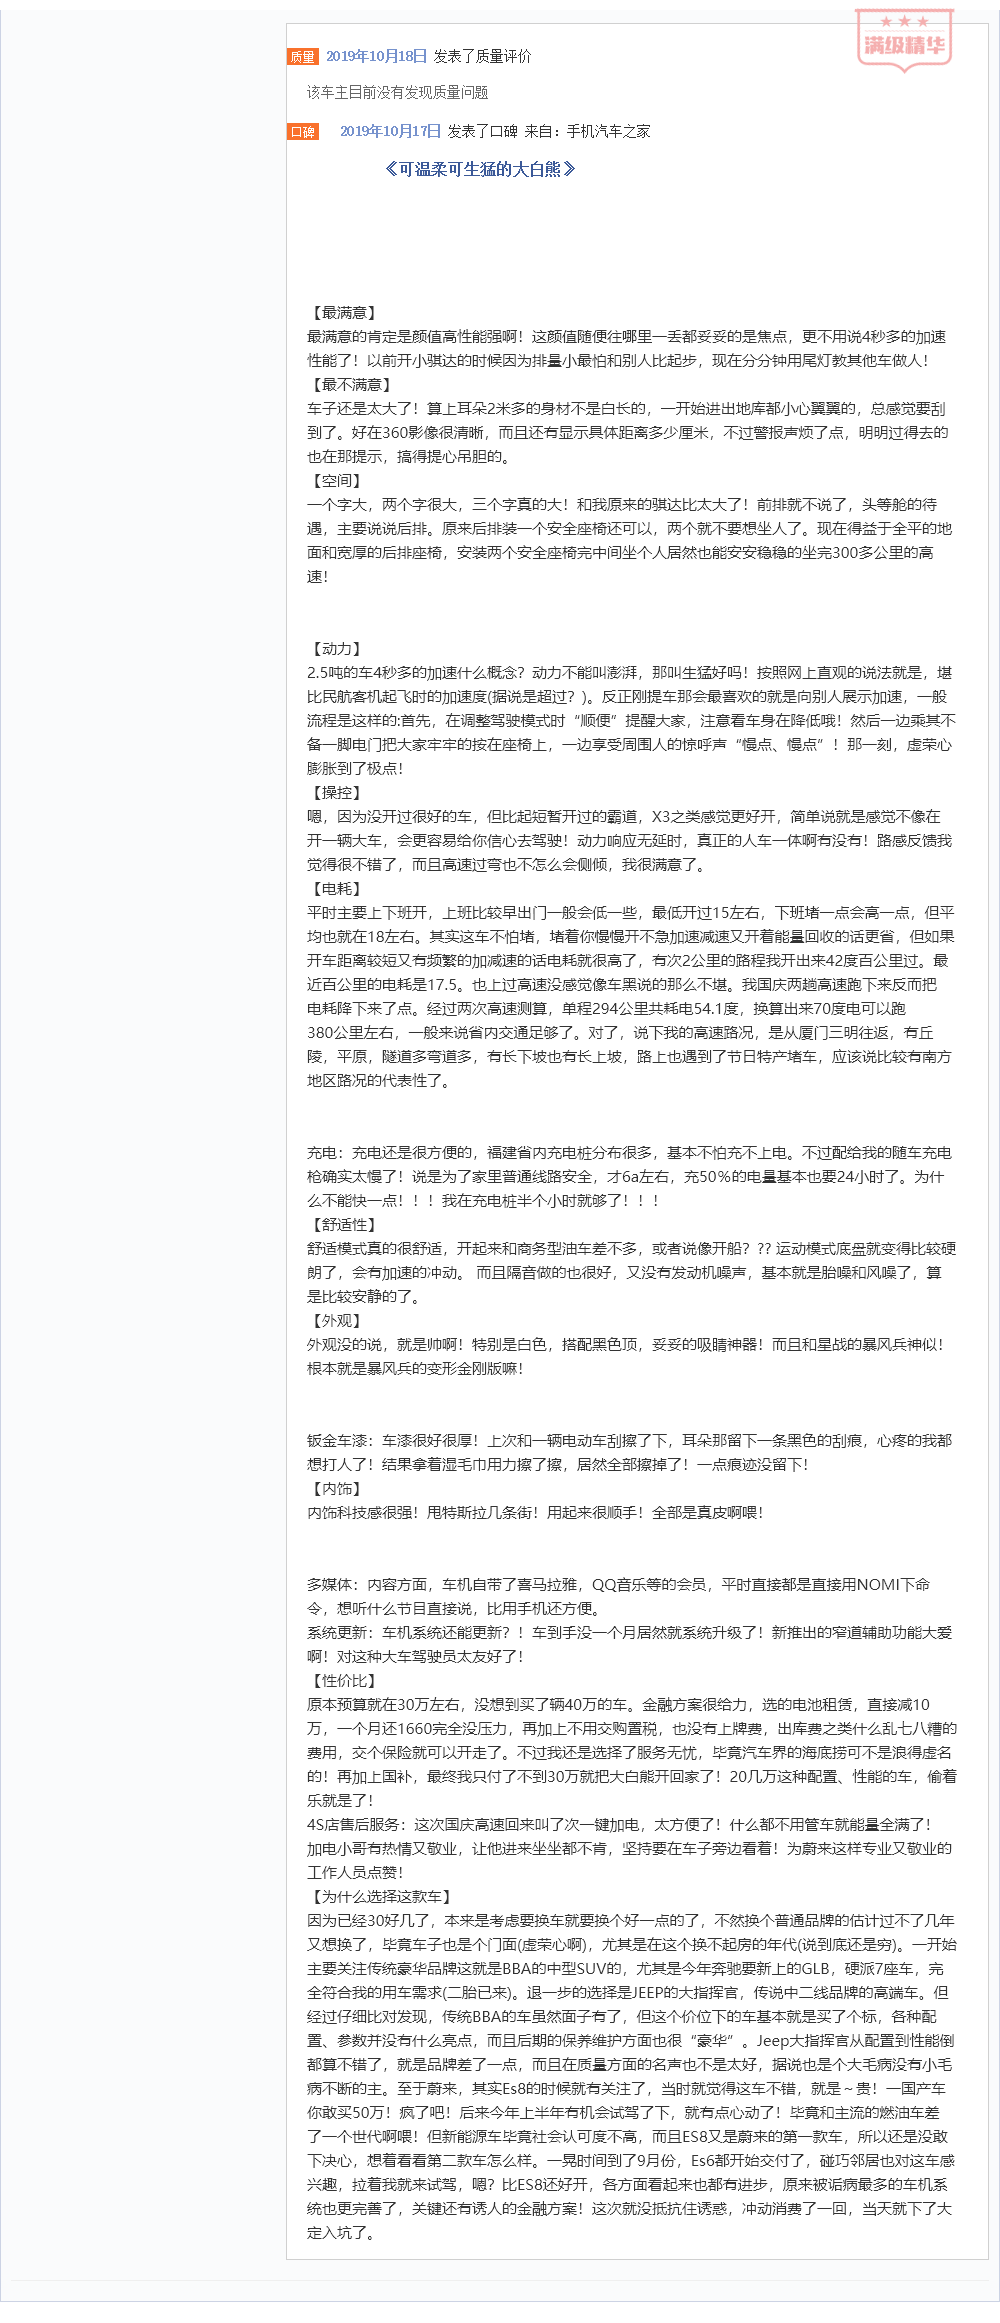 满级精华
质量 2019年10月18日 发表了质量评价
该车主目前没有发现质量问题
口碑 2019年10月17日 发表了口碑 来自：手机汽车之家
《可温柔可生猛的大白熊》
【最满意】
最满意的肯定是颜值高性能强啊！这颜值随便往哪里一丢都妥妥的是焦点，更不用说4秒多的加速
性能了！以前开小骐达的时候因为排量小最怕和别人比起步，现在分分钟用尾灯教其他车做人！
【最不满意】
车子还是太大了！算上耳朵2米多的身材不是白长的，一开始进出地库都小心翼翼的，总感觉要刮
到了。好在360影像很清晰，而且还有显示具体距离多少厘米，不过警报声烦了点，明明过得去的
也在那提示，搞得提心吊胆的。
【空间】
一个字大，两个字很大，三个字真的大！和我原来的骐达比太大了！前排就不说了，头等舱的待
遇，主要说说后排。原来后排装一个安全座椅还可以，两个就不要想坐人了。现在得益于全平的地
面和宽厚的后排座椅，安装两个安全座椅完中间坐个人居然也能安安稳稳的坐完300多公里的高
速！
【动力】
2.5吨的车4秒多的加速什么概念？动力不能叫澎湃，那叫生猛好吗！按照网上直观的说法就是，堪
比民航客机起飞时的加速度(据说是超过？)。反正刚提车那会最喜欢的就是向别人展示加速，一般
流程是这样的:首先，在调整驾驶模式时“顺便”提醒大家，注意看车身在降低哦！然后一边乘其不
备一脚电门把大家牢牢的按在座椅上，一边享受周围人的惊呼声“慢点、慢点”！那一刻，虚荣心
膨胀到了极点！
【操控】
嗯，因为没开过很好的车，但比起短暂开过的霸道，X3之类感觉更好开，简单说就是感觉不像在
开一辆大车，会更容易给你信心去驾驶！动力响应无延时，真正的人车一体啊有没有！路感反馈我
觉得很不错了，而且高速过弯也不怎么会侧倾，我很满意了。
【电耗】
平时主要上下班开，上班比较早出门一般会低一些，最低开过15左右，下班堵一点会高一点，但平
均也就在18左右。其实这车不怕堵，堵着你慢慢开不急加速减速又开着能量回收的话更省，但如果
开车距离较短又有频繁的加减速的话电耗就很高了，有次2公里的路程我开出来42度百公里过。最
近百公里的电耗是17.5。也上过高速没感觉像车黑说的那么不堪。我国庆两趟高速跑下来反而把
电耗降下来了点。经过两次高速测算，单程294公里共耗电54.1度，换算出来70度电可以跑
380公里左右，一般来说省内交通足够了。对了，说下我的高速路况，是从厦门三明往返，有丘
陵，平原，隧道多弯道多，有长下坡也有长上坡，路上也遇到了节日特产堵车，应该说比较有南方
地区路况的代表性了。
充电：充电还是很方便的，福建省内充电桩分布很多，基本不怕充不上电。不过配给我的随车充电
枪确实太慢了！说是为了家里普通线路安全，才6a左右，充50%的电量基本也要24小时了。为什
么不能快一点！！！我在充电桩半个小时就够了！！！
【舒适性】
舒适模式真的很舒适，开起来和商务型油车差不多，或者说像开船？?? 运动模式底盘就变得比较硬
朗了，会有加速的冲动。 而且隔音做的也很好，又没有发动机噪声，基本就是胎噪和风噪了，算
是比较安静的了。
【外观】
外观没的说，就是帅啊！特别是白色，搭配黑色顶，妥妥的吸睛神器！而且和星战的暴风兵神似！
根本就是暴风兵的变形金刚版嘛！
钣金车漆：车漆很好很厚！上次和一辆电动车刮擦了下，耳朵那留下一条黑色的刮痕，心疼的我都
想打人了！结果拿着湿毛巾用力擦了擦，居然全部擦掉了！一点痕迹没留下！
【内饰】
内饰科技感很强！甩特斯拉几条街！用起来很顺手！全部是真皮啊喂！
多媒体：内容方面，车机自带了喜马拉雅，QQ音乐等的会员，平时直接都是直接用NOMI下命
令，想听什么节目直接说，比用手机还方便。
系统更新：车机系统还能更新？！车到手没一个月居然就系统升级了！新推出的窄道辅助功能大爱
啊！对这种大车驾驶员太友好了！
【性价比】
原本预算就在30万左右，没想到买了辆40万的车。金融方案很给力，选的电池租赁，直接减10
万，一个月还1660完全没压力，再加上不用交购置税，也没有上牌费，出库费之类什么乱七八糟的
费用，交个保险就可以开走了。不过我还是选择了服务无忧，毕竟汽车界的海底捞可不是浪得虚名
的！再加上国补，最终我只付了不到30万就把大白熊开回家了！20几万这种配置、性能的车，偷着
乐就是了！
4S店售后服务：这次国庆高速回来叫了次一键加电，太方便了！什么都不用管车就能量全满了！
加电小哥有热情又敬业，让他进来坐坐都不肯，坚持要在车子旁边看着！为蔚来这样专业又敬业的
工作人员点赞！
【为什么选择这款车】
因为已经30好几了，本来是考虑要换车就要换个好一点的了，不然换个普通品牌的估计过不了几年
又想换了，毕竟车子也是个门面(虚荣心啊)，尤其是在这个换不起房的年代(说到底还是穷)。一开始
主要关注传统豪华品牌这就是BBA的中型SUV的，尤其是今年奔驰要新上的GLB，硬派7座车，完
全符合我的用车需求(二胎已来)。退一步的选择是JEEP的大指挥官，传说中二线品牌的高端车。但
经过仔细比对发现，传统BBA的车虽然面子有了，但这个价位下的车基本就是买了个标，各种配
置、参数并没有什么亮点，而且后期的保养维护方面也很“豪华”。Jeep大指挥官从配置到性能倒
都算不错了，就是品牌差了一点，而且在质量方面的名声也不是太好，据说也是个大毛病没有小毛
病不断的主。至于蔚来，其实Es8的时候就有关注了，当时就觉得这车不错，就是～贵！一国产车
你敢买50万！疯了吧！后来今年上半年有机会试驾了下，就有点心动了！毕竟和主流的燃油车差
了一个世代啊喂！但新能源车毕竟社会认可度不高，而且ES8又是蔚来的第一款车，所以还是没敢
下决心，想着看看第二款车怎么样。一晃时间到了9月份，Es6都开始交付了，碰巧邻居也对这车感
兴趣，拉着我就来试驾，嗯？比ES8还好开，各方面看起来也都有进步，原来被诟病最多的车机系
统也更完善了，关键还有诱人的金融方案！这次就没抵抗住诱惑，冲动消费了一回，当天就下了大
定入坑了。